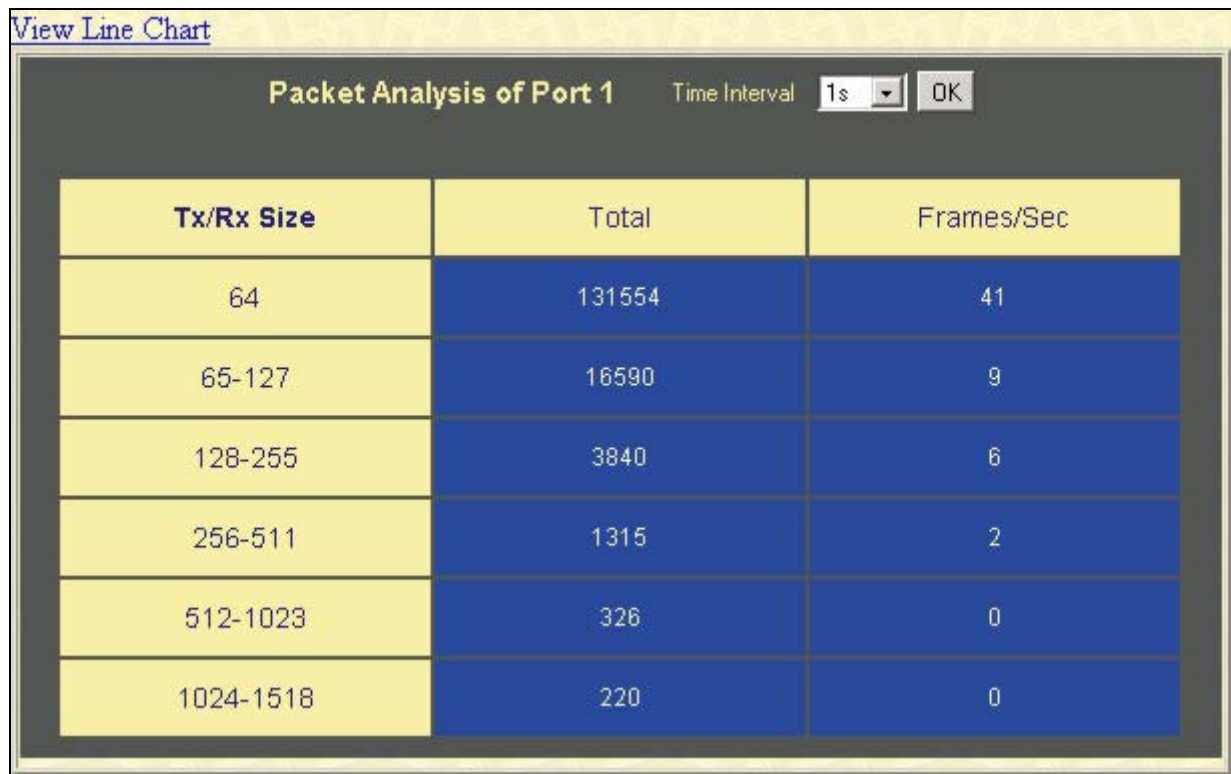 View Line Chart
Packet Analysis of Port 1 Time Interval 1s OK
Tx/Rx Size Total Frames/Sec
64 131554 41
65-127 16590 9
128-255 3840 6
256-511 1315 2
512-1023 326 0
1024-1518 220 0